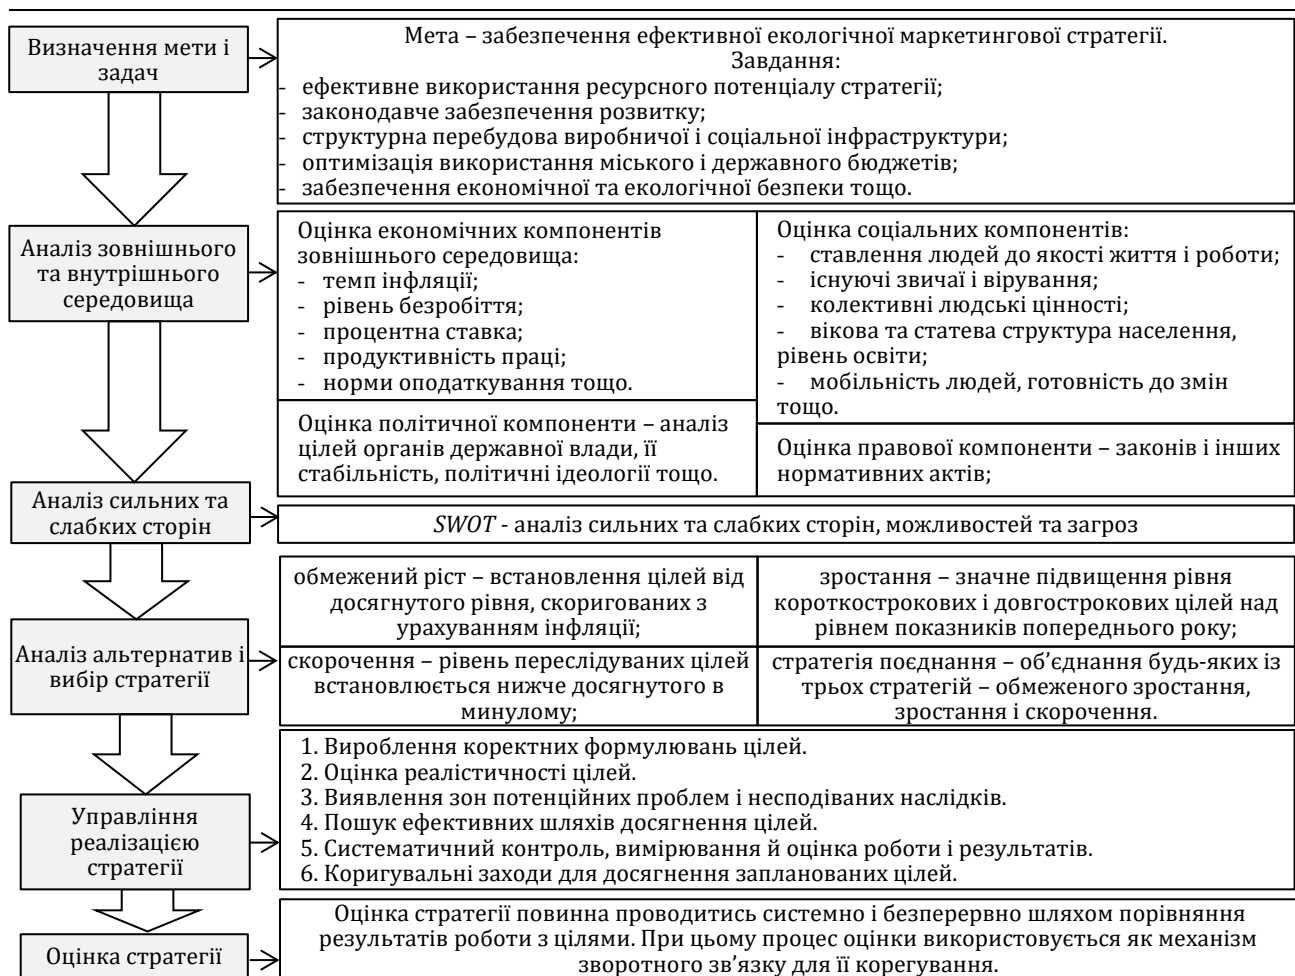 Визначення мети і
задач
Мета – забезпечення ефективної екологічної маркетингової стратегії.
Завдання:
- ефективне використання ресурсного потенціалу стратегії;
- законодавче забезпечення розвитку;
- структурна перебудова виробничої і соціальної інфраструктури;
- оптимізація використання міського і державного бюджетів;
- забезпечення економічної та екологічної безпеки тощо.
Аналіз зовнішнього
та внутрішнього
середовища
Оцінка економічних компонентів
зовнішнього середовища:
- темп інфляції;
- рівень безробіття;
- процентна ставка;
- продуктивність праці;
- норми оподаткування тощо.
Оцінка соціальних компонентів:
- ставлення людей до якості життя і роботи;
- існуючі звичаї і вірування;
- колективні людські цінності;
- вікова та статева структура населення,
рівень освіти;
- мобільність людей, готовність до змін
тощо.
Оцінка політичної компоненти – аналіз
цілей органів державної влади, її
стабільність, політичні ідеології тощо.
Оцінка правової компоненти – законів і інших
нормативних актів;
Аналіз сильних та
слабких сторін
SWOT - аналіз сильних та слабких сторін, можливостей та загроз
Аналіз альтернатив і
вибір стратегії
обмежений ріст – встановлення цілей від
досягнутого рівня, скоригованих з
урахуванням інфляції;
зростання – значне підвищення рівня
короткострокових і довгострокових цілей над
рівнем показників попереднього року;
скорочення – рівень переслідуваних цілей
встановлюється нижче досягнутого в
минулому;
стратегія поєднання – об’єднання будь-яких із
трьох стратегій – обмеженого зростання,
зростання і скорочення.
Управління
реалізацією
стратегії
1. Вироблення коректних формулювань цілей.
2. Оцінка реалістичності цілей.
3. Виявлення зон потенційних проблем і несподіваних наслідків.
4. Пошук ефективних шляхів досягнення цілей.
5. Систематичний контроль, вимірювання й оцінка роботи і результатів.
6. Коригувальні заходи для досягнення запланованих цілей.
Оцінка стратегії
Оцінка стратегії повинна проводитись системно і безперервно шляхом порівняння
результатів роботи з цілями. При цьому процес оцінки використовується як механізм
зворотного зв’язку для її корегування.